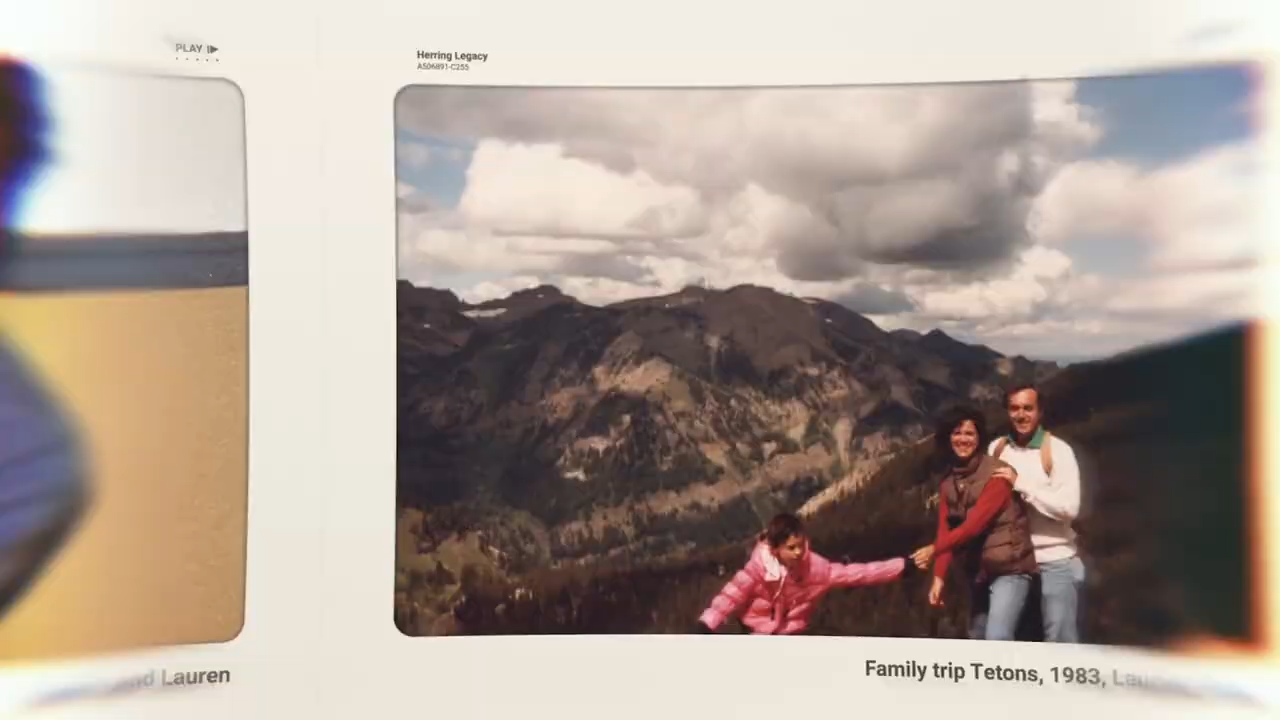 PLAY
Herring Legacy
A506891-C255
Lauren
Family trip Tetons, 1983,